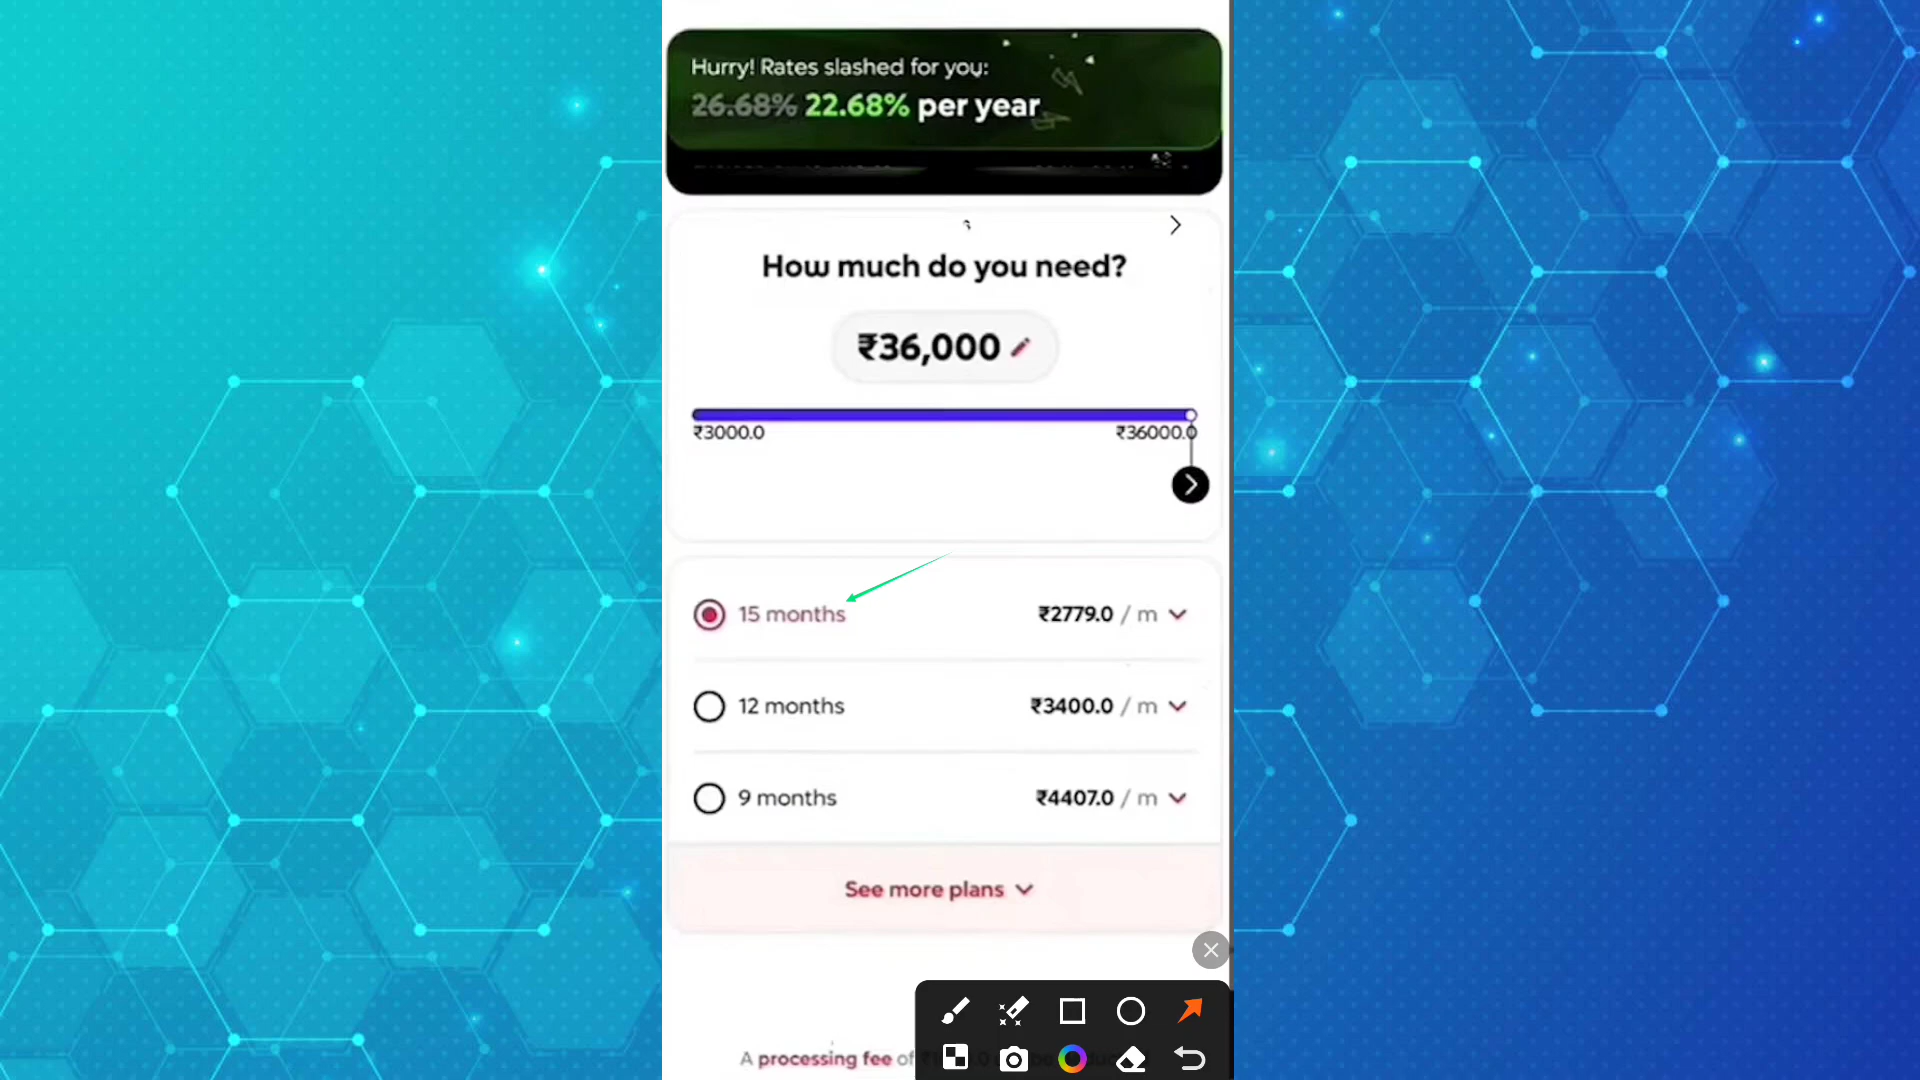 Hurry! Rates slashed for you:
26.68% 22.68% per year
How much do you need?
₹36,000
₹3000.0 ₹36000.0
15 months ₹2779.0 / m
12 months ₹3400.0 / m
9 months ₹4407.0 / m
See more plans
A processing fee of